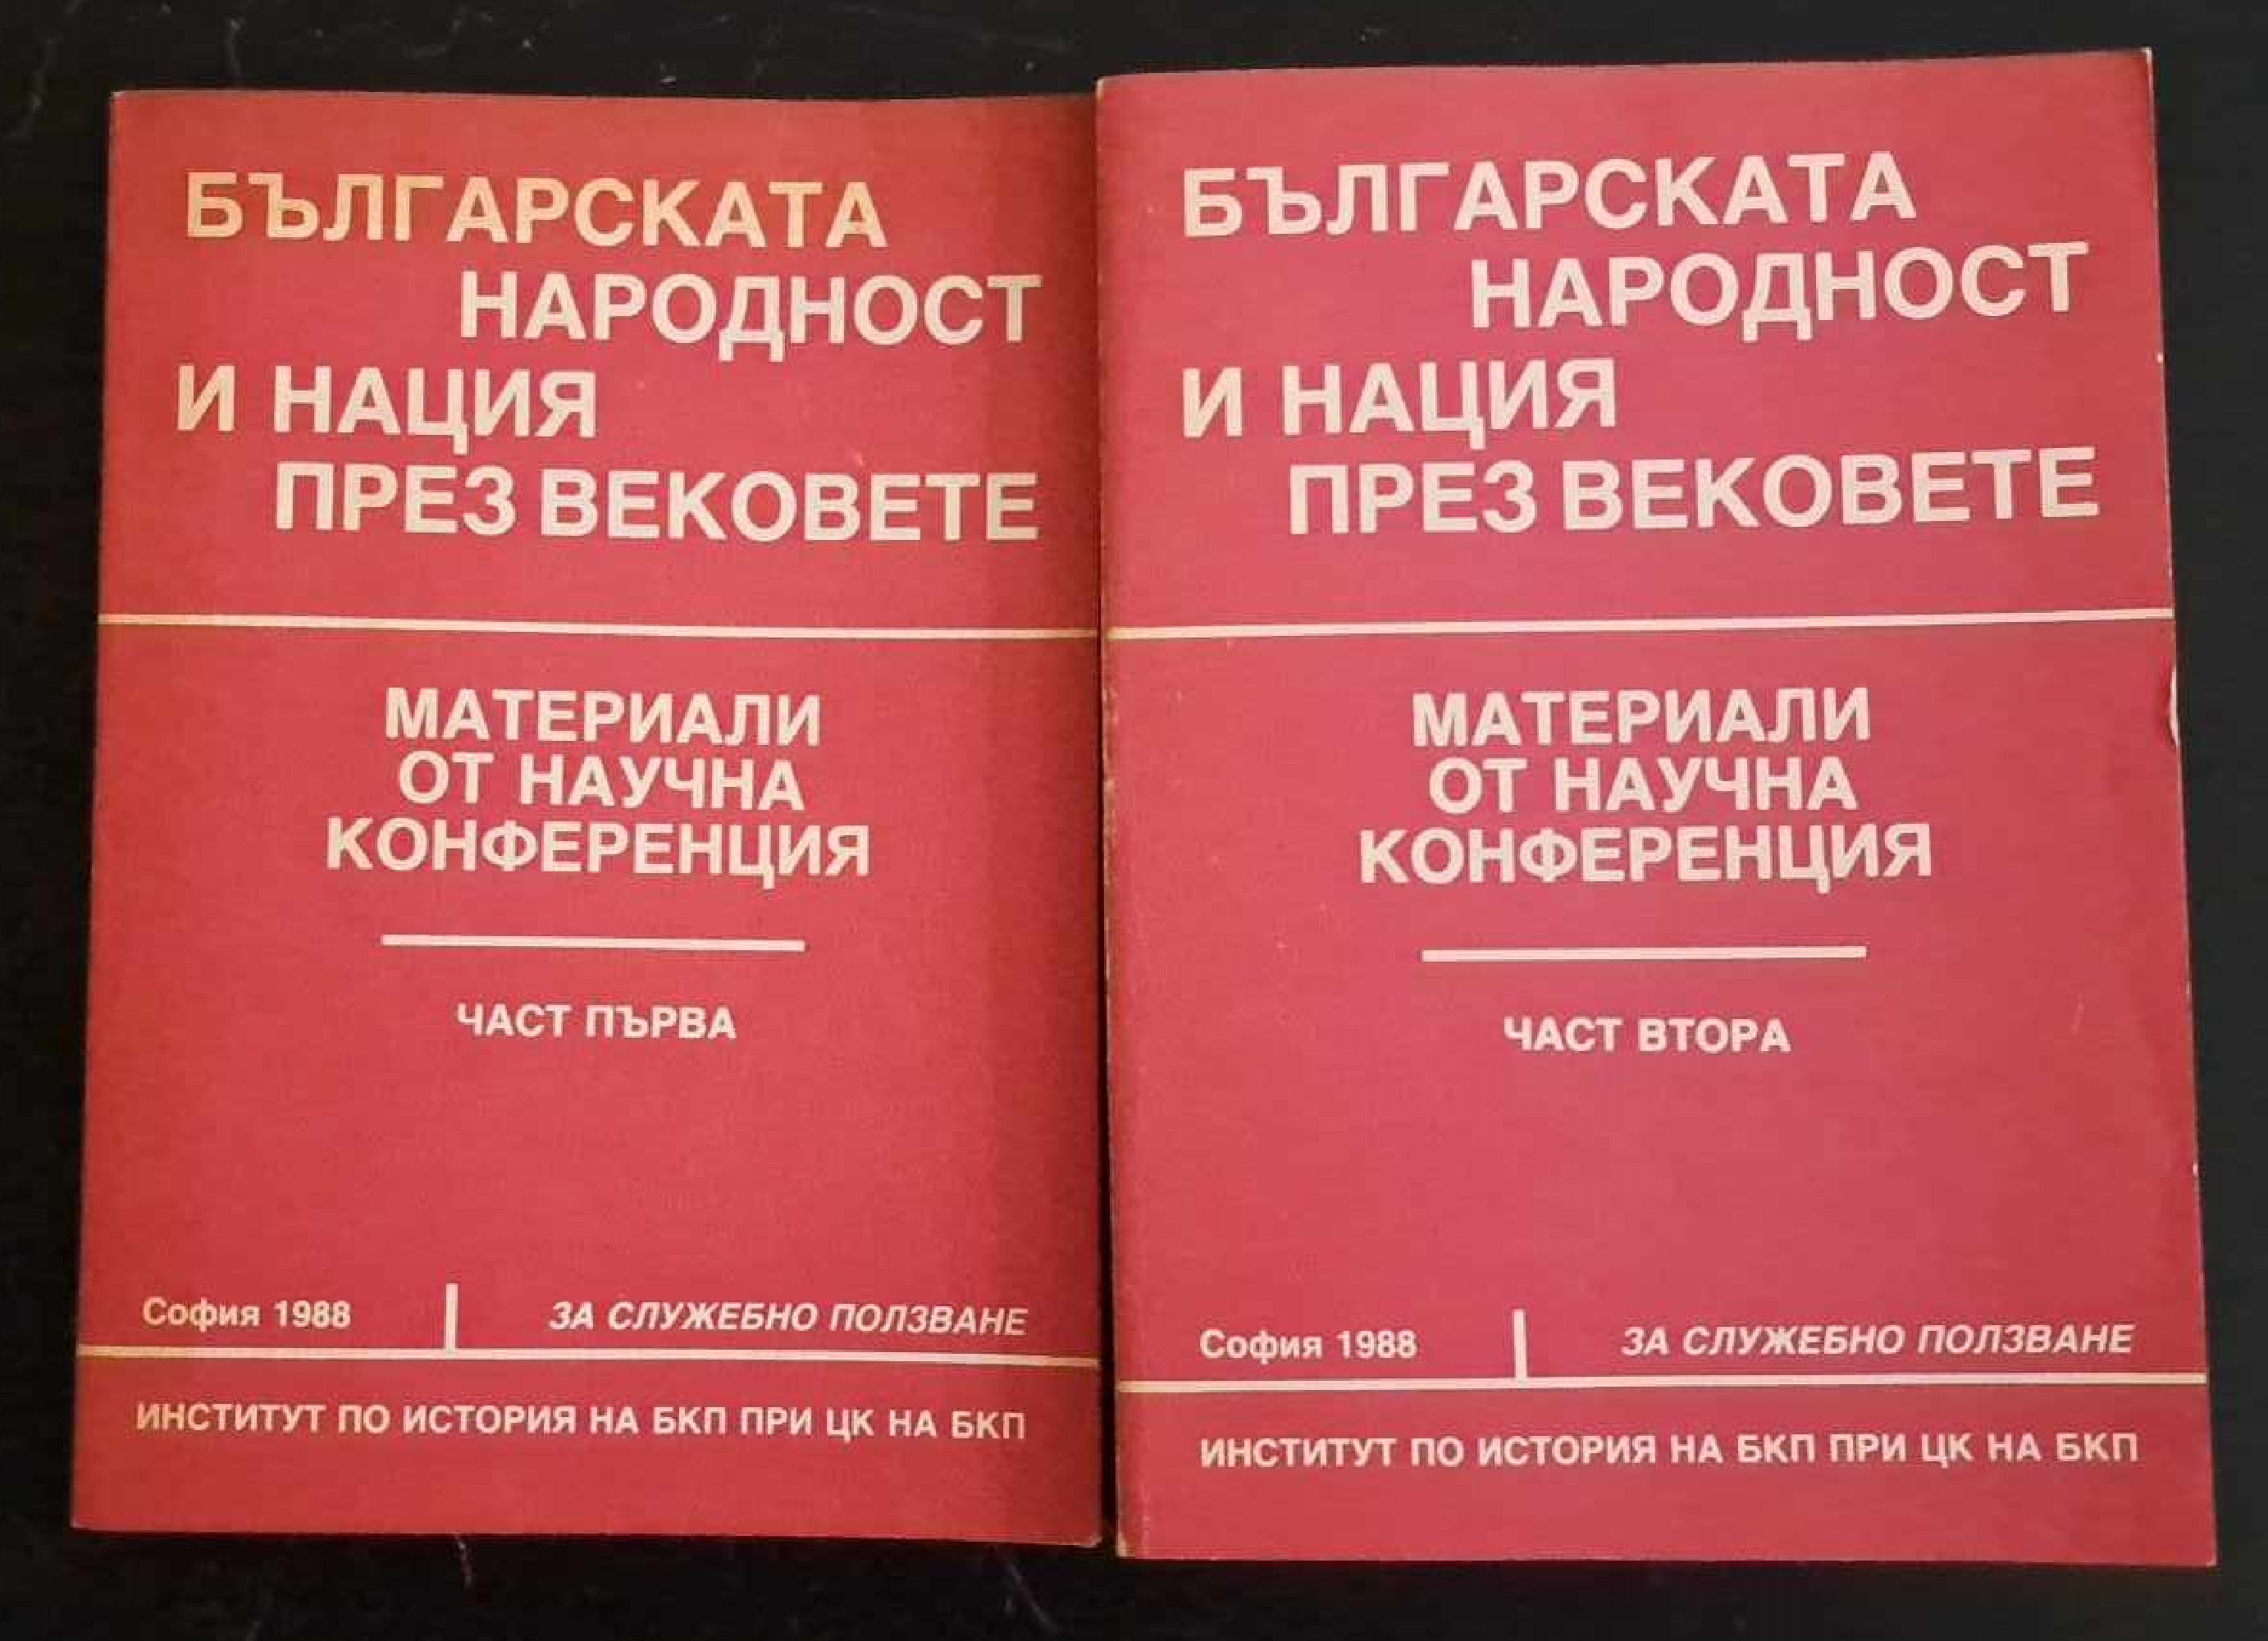 БЪЛГАРСКАТА
НАРОДНОСТ
И НАЦИЯ
ПРЕЗ ВЕКОВЕТЕ
МАТЕРИАЛИ
ОТ НАУЧНА
КОНФЕРЕНЦИЯ
ЧАСТ ПЪРВА
София 1988
ЗА СЛУЖЕБНО ПОЛЗВАНЕ
ИНСТИТУТ ПО ИСТОРИЯ НА БКП ПРИ ЦК НА БКП
БЪЛГАРСКАТА
НАРОДНОСТ
И НАЦИЯ
ПРЕЗ ВЕКОВЕТЕ
МАТЕРИАЛИ
ОТ НАУЧНА
КОНФЕРЕНЦИЯ
ЧАСТ ВТОРА
София 1988
ЗА СЛУЖЕБНО ПОЛЗВАНЕ
ИНСТИТУТ ПО ИСТОРИЯ НА БКП ПРИ ЦК НА БКП